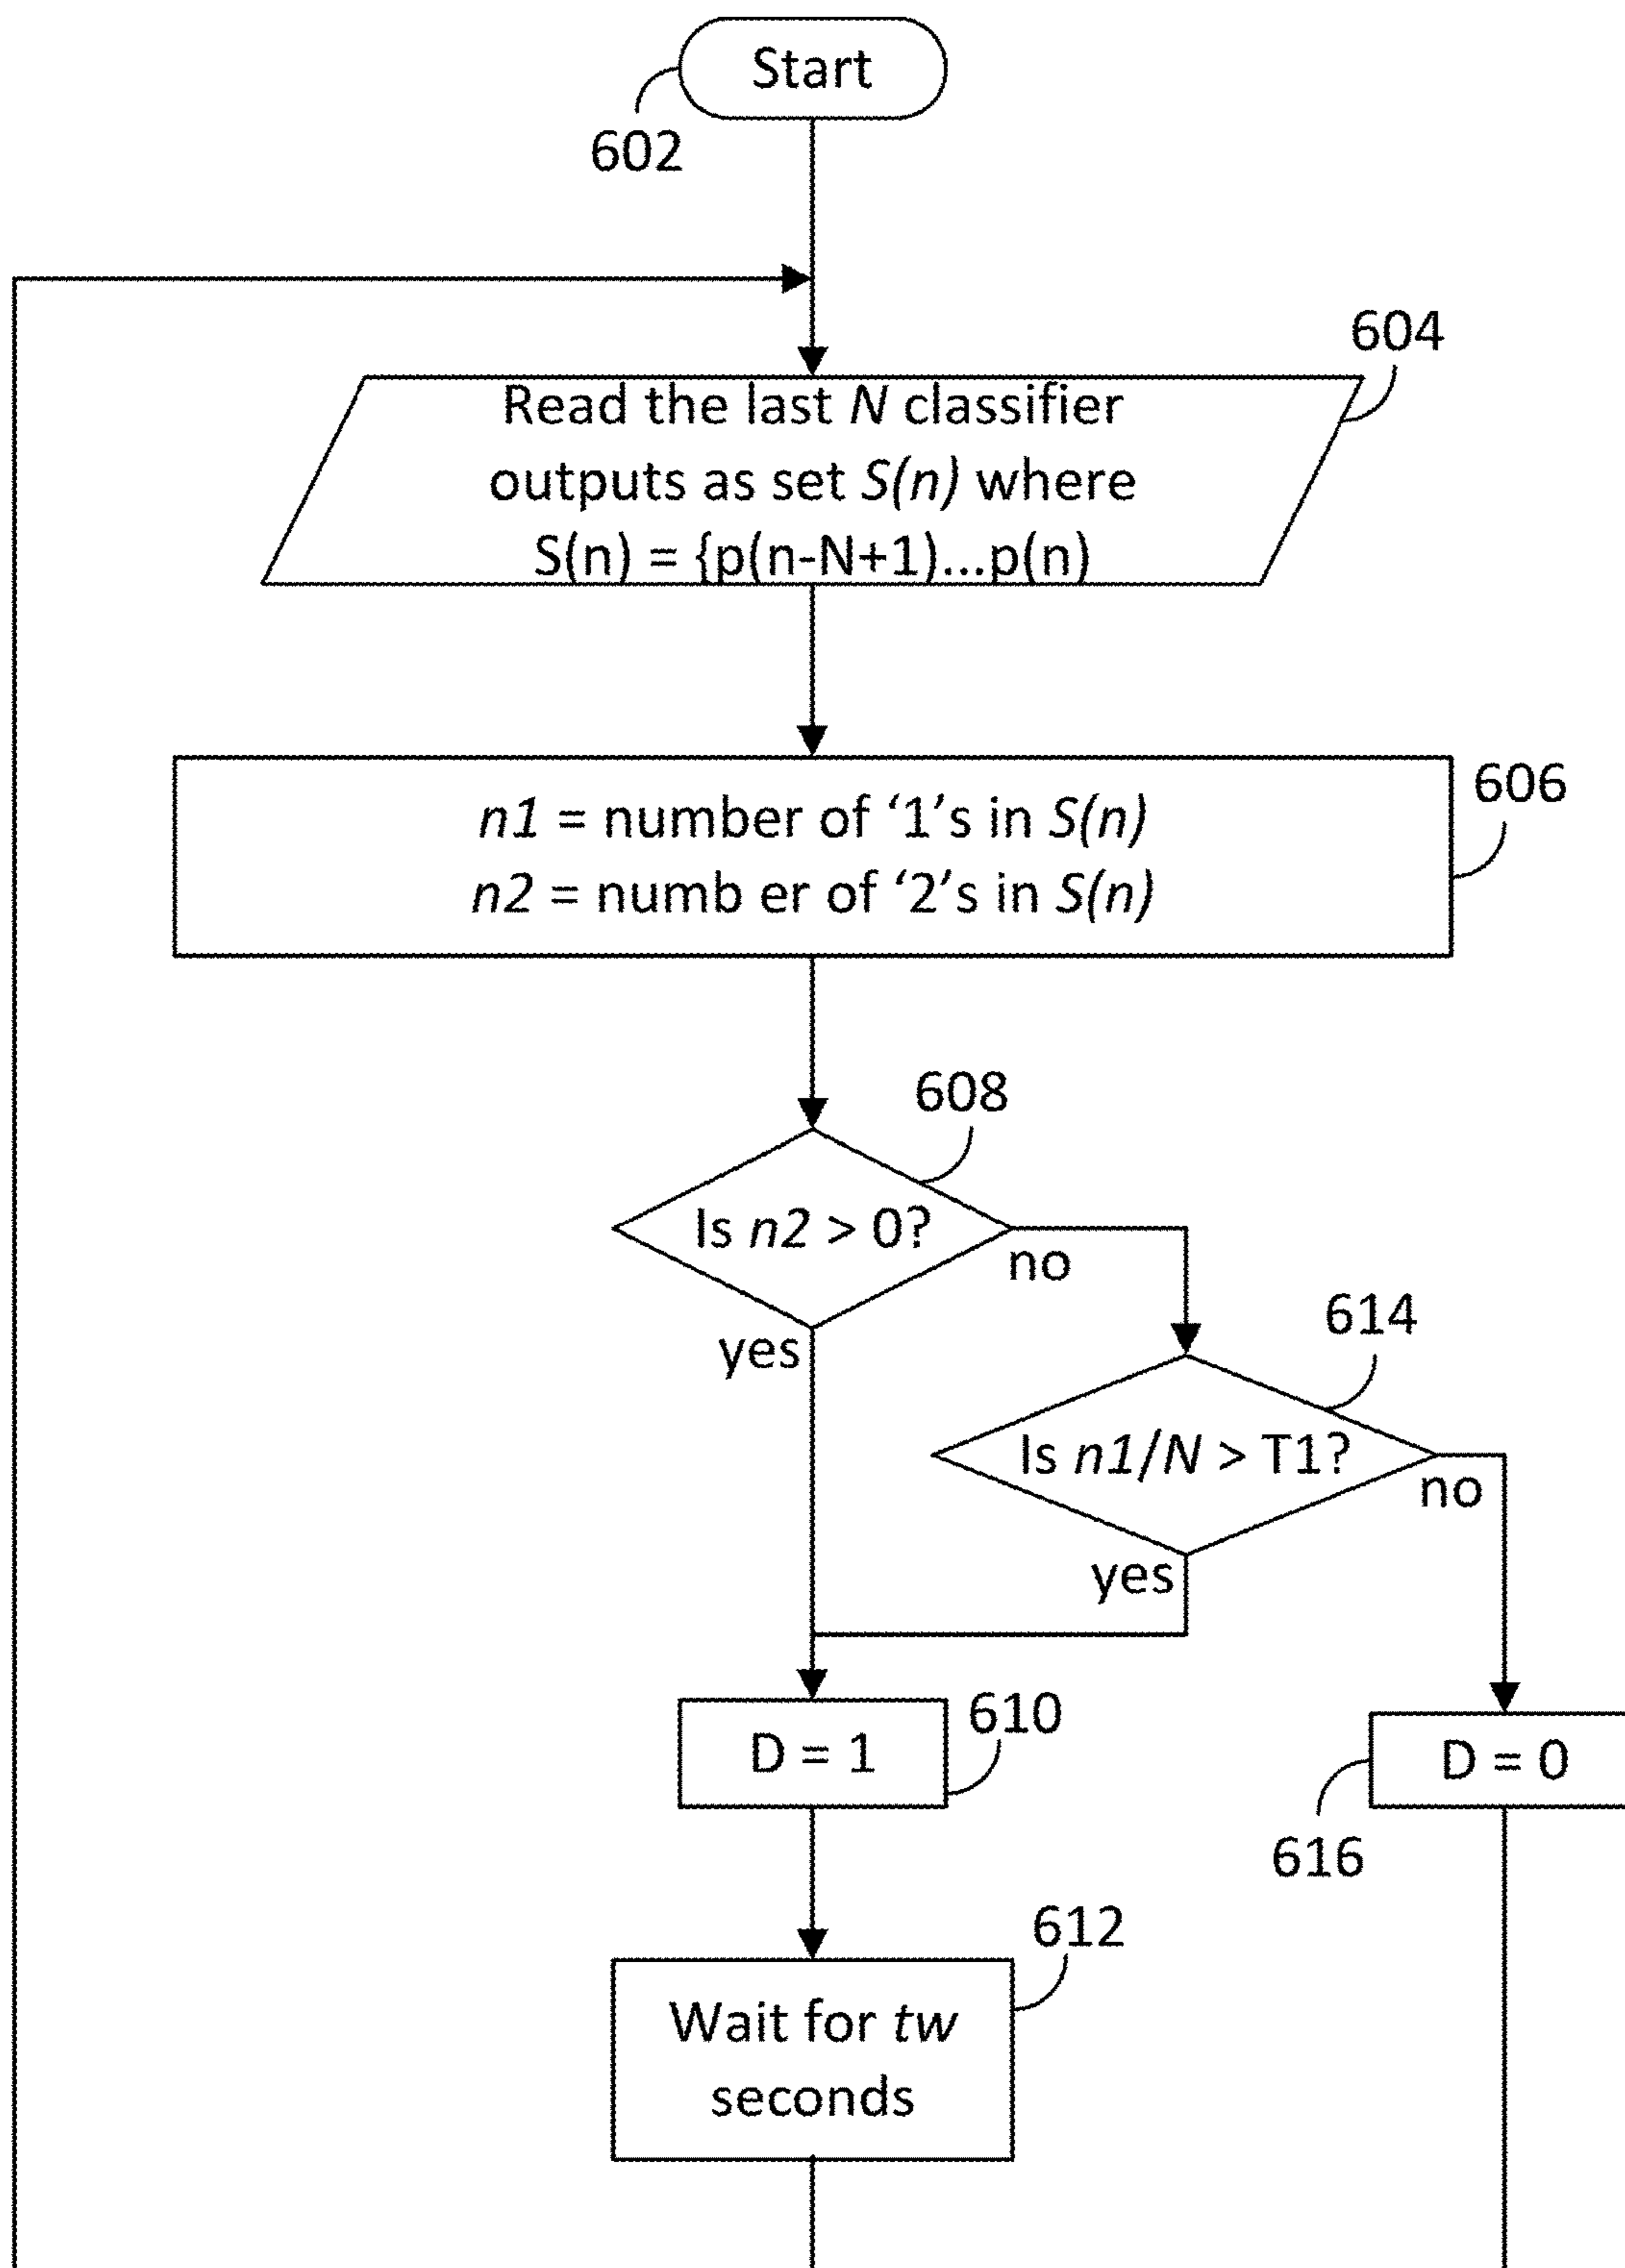 Start
602
604
Read the last N classifier
outputs as set S(n) where
S(n) = {p(n-N+1)...p(n)
606
n1 = number of ‘1’s in S(n)
n2 = numb er of ‘2’s in S(n)
608
Is n2 > 0?
no
yes
614
Is n1/N > T1?
no
yes
610
D = 1
D = 0
616
612
Wait for tw
seconds